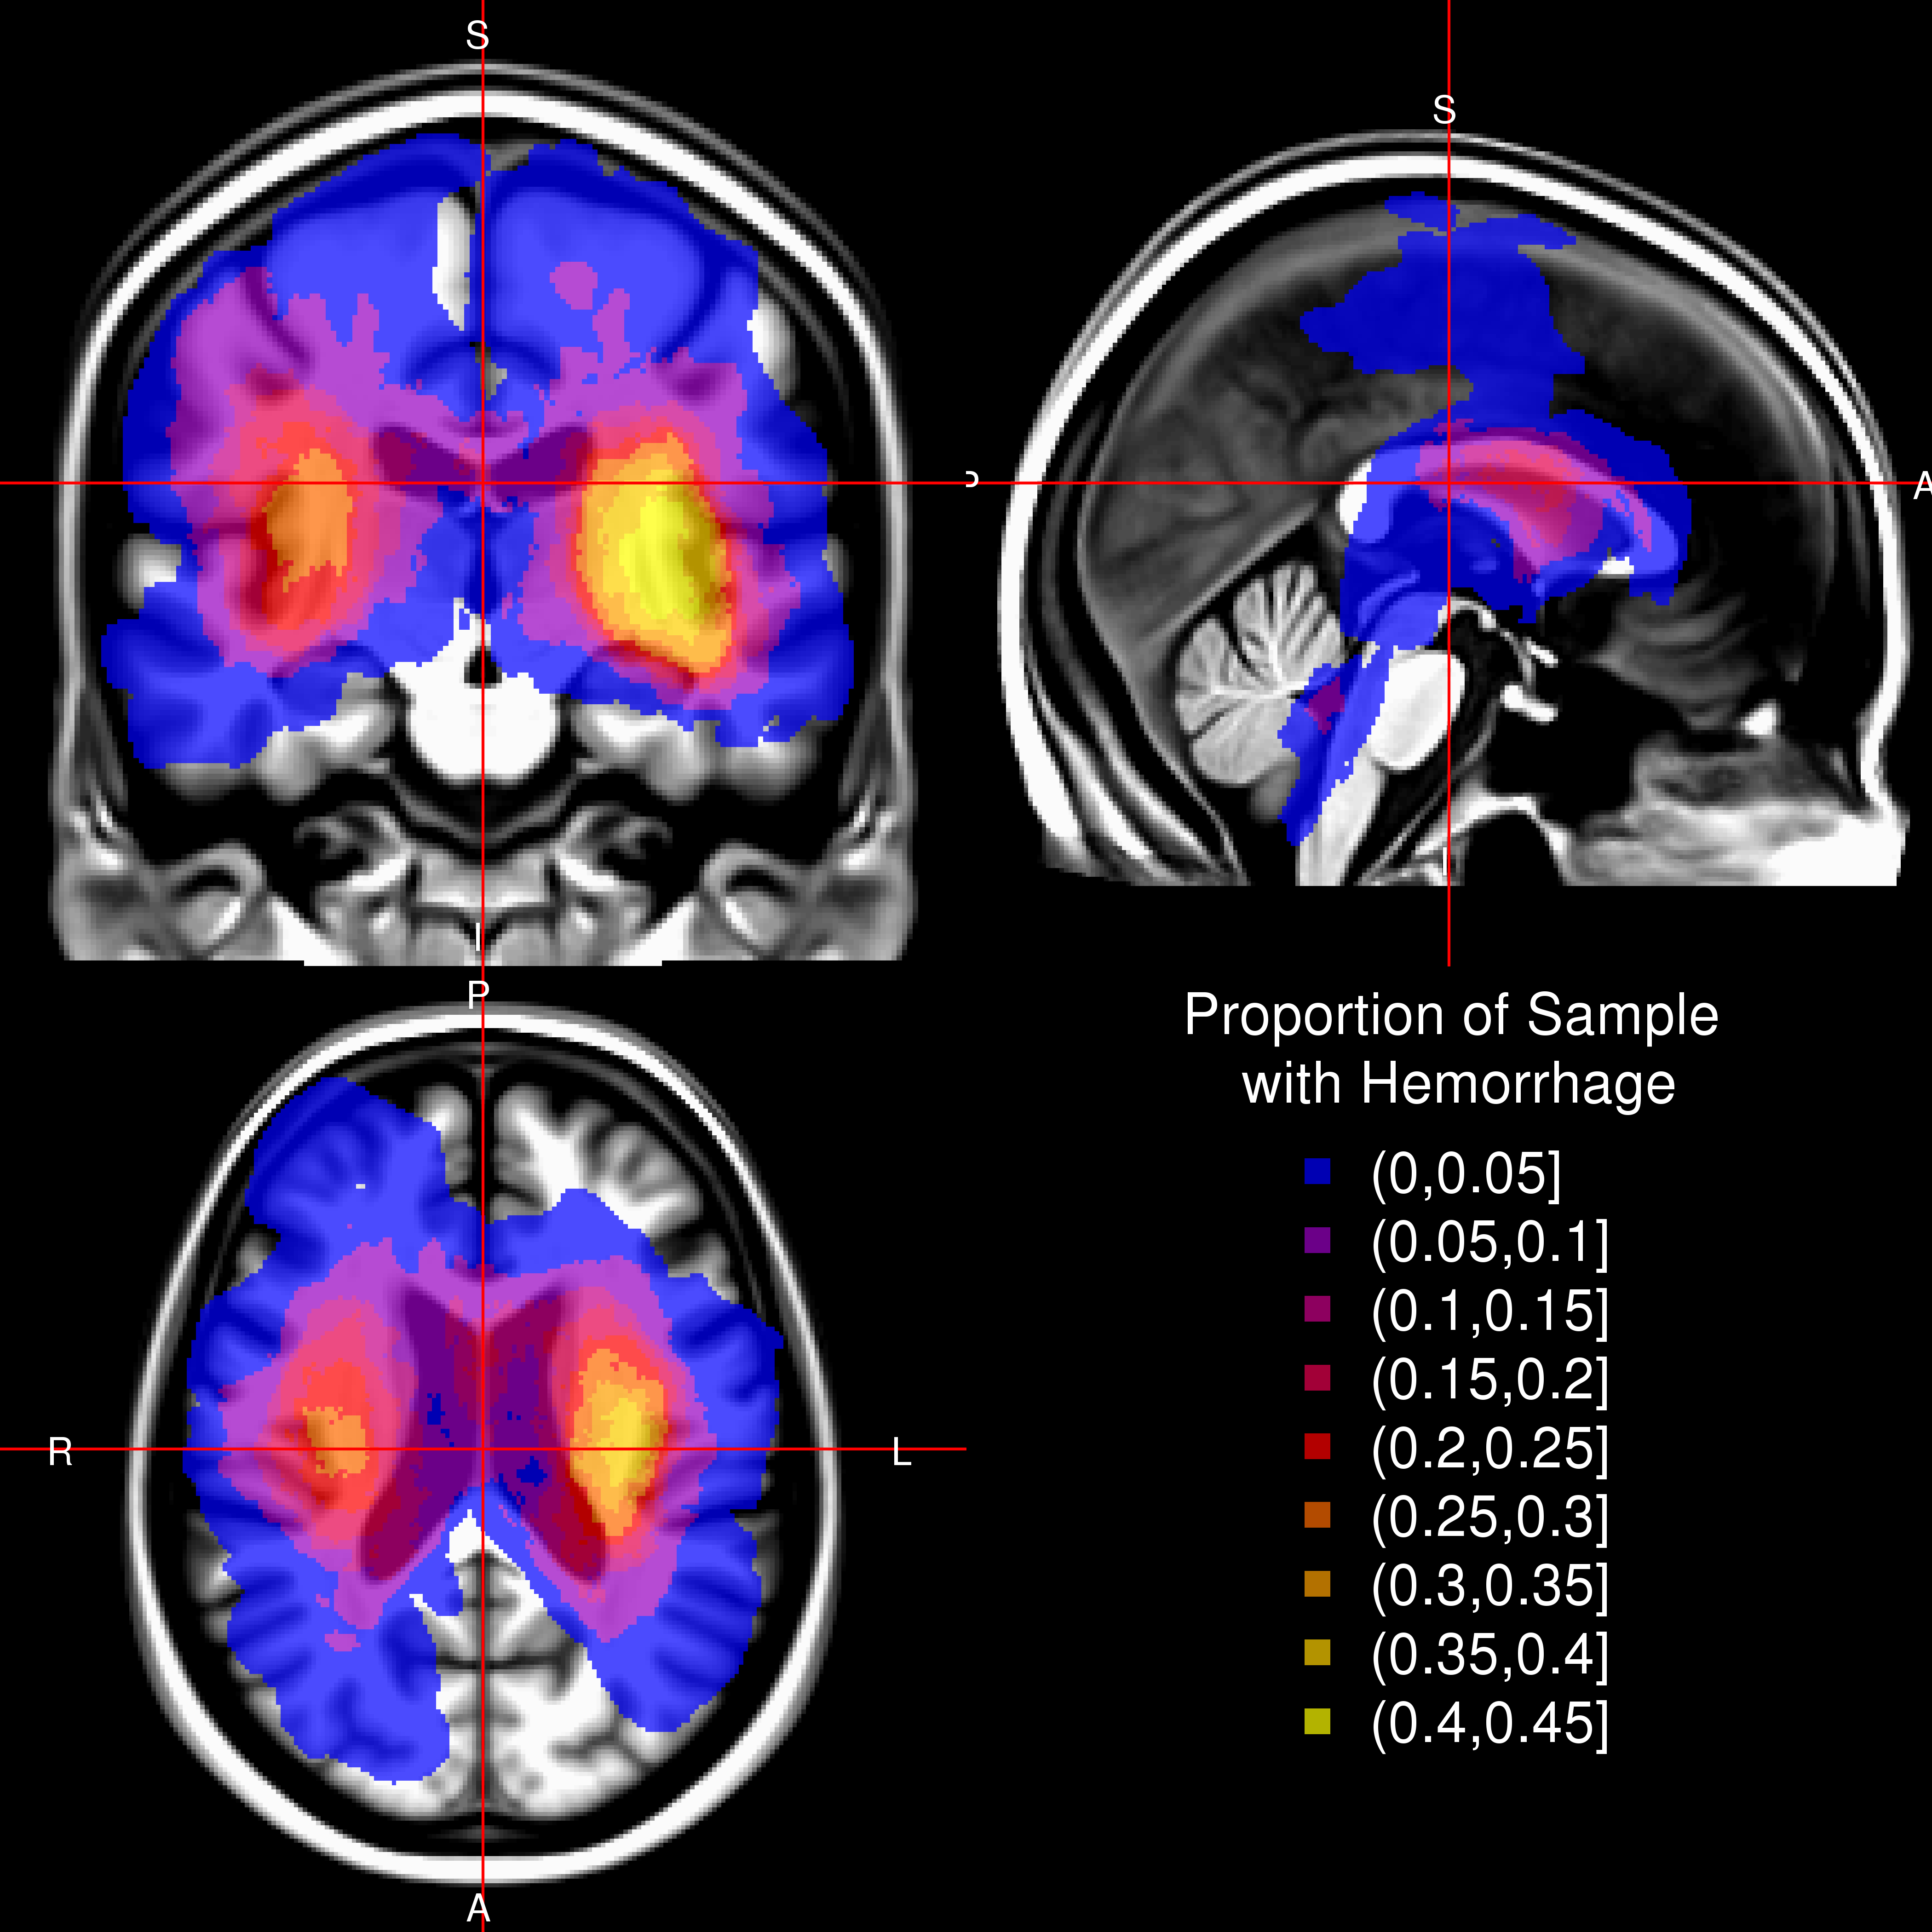 S
S
P
A
I
I
P
R
L
A
Proportion of Sample
with Hemorrhage
(0,0.05]
(0.05,0.1]
(0.1,0.15]
(0.15,0.2]
(0.2,0.25]
(0.25,0.3]
(0.3,0.35]
(0.35,0.4]
(0.4,0.45]